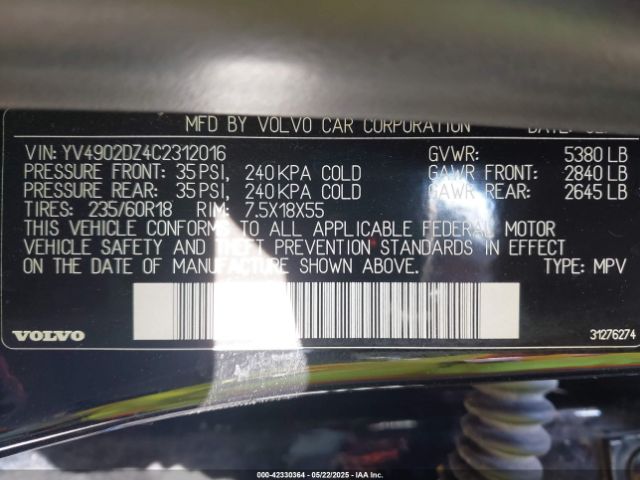 MFD BY VOLVO CAR CORPORATION
VIN: YV4902DZ4C2312016 GVWR: 5380 LB
PRESSURE FRONT: 35 PSI, 240 KPA COLD GAWR FRONT: 2840 LB
PRESSURE REAR: 35 PSI, 240 KPA COLD GAWR REAR: 2645 LB
TIRES: 235/60R18 RIM: 7.5X18X55
THIS VEHICLE CONFORMS TO ALL APPLICABLE FEDERAL MOTOR
VEHICLE SAFETY AND THEFT PREVENTION STANDARDS IN EFFECT
ON THE DATE OF MANUFACTURE SHOWN ABOVE. TYPE: MPV
VOLVO 31276274
000-42330364 | 05/22/2025 | IAA Inc.